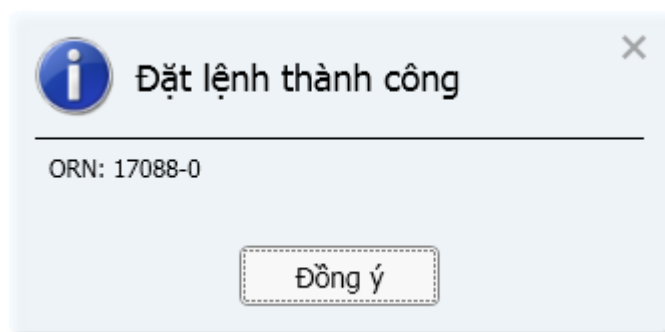 Đặt lệnh thành công
ORN: 17088-0
Đồng ý